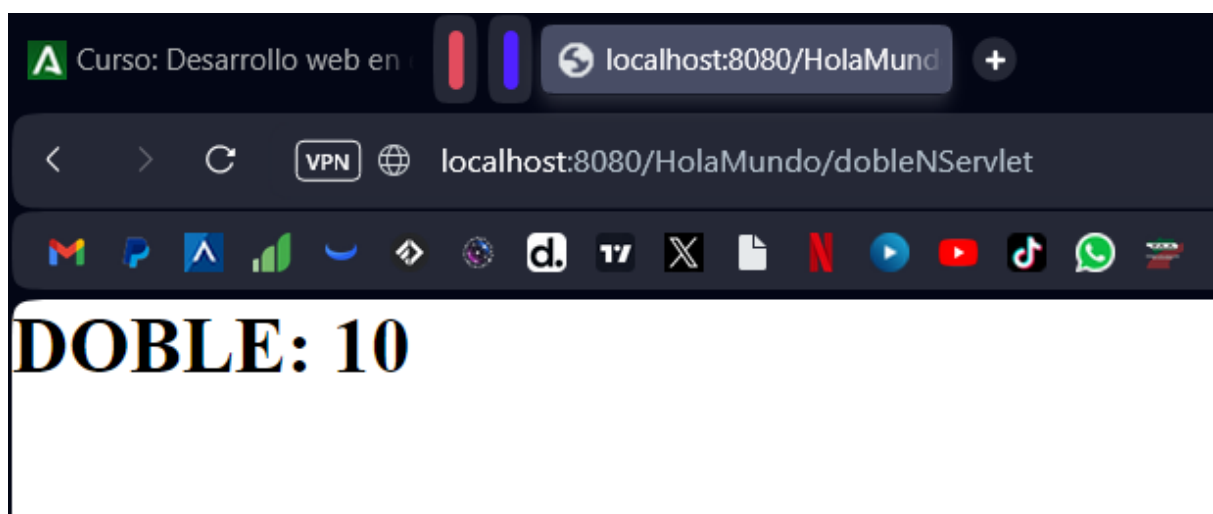 Curso: Desarrollo web en
localhost:8080/HolaMund
VPN
localhost:8080/HolaMundo/dobleNServlet
d.
DOBLE: 10